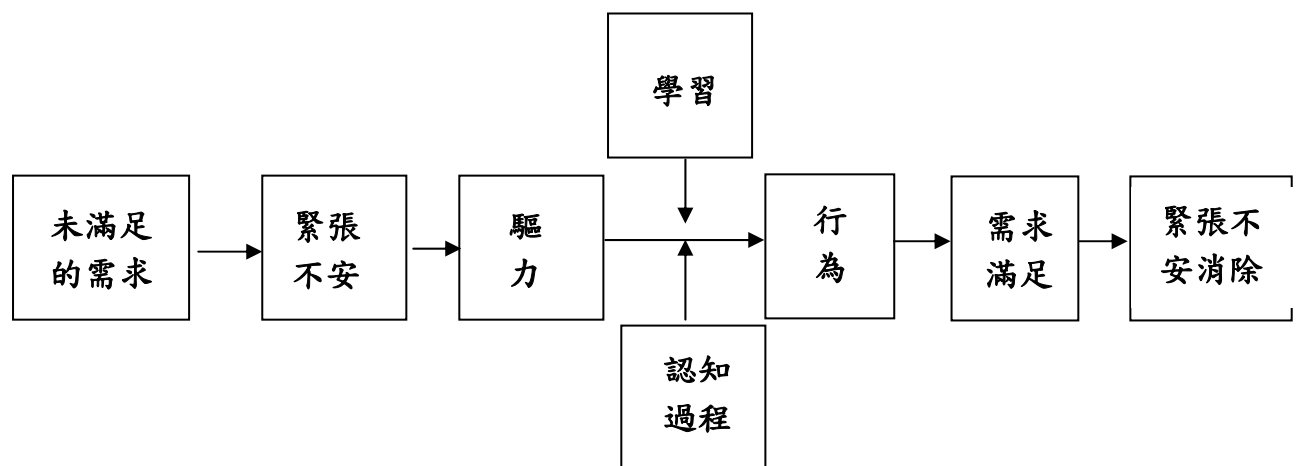 學習
未滿足
的需求
緊張
不安
驅
力
行
為
需求
滿足
緊張不
安消除
認知
過程